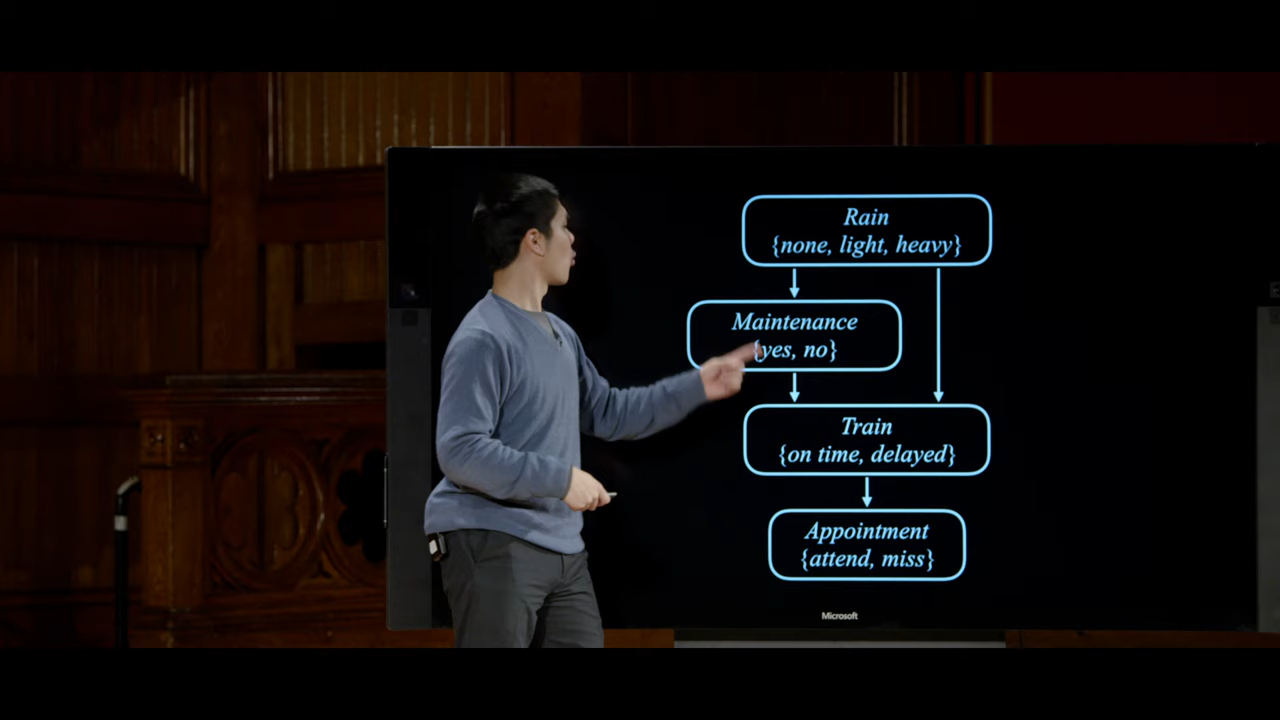 Rain
{none, light, heavy}
Maintenance
{yes, no}
Train
{on time, delayed}
Appointment
{attend, miss}
Microsoft